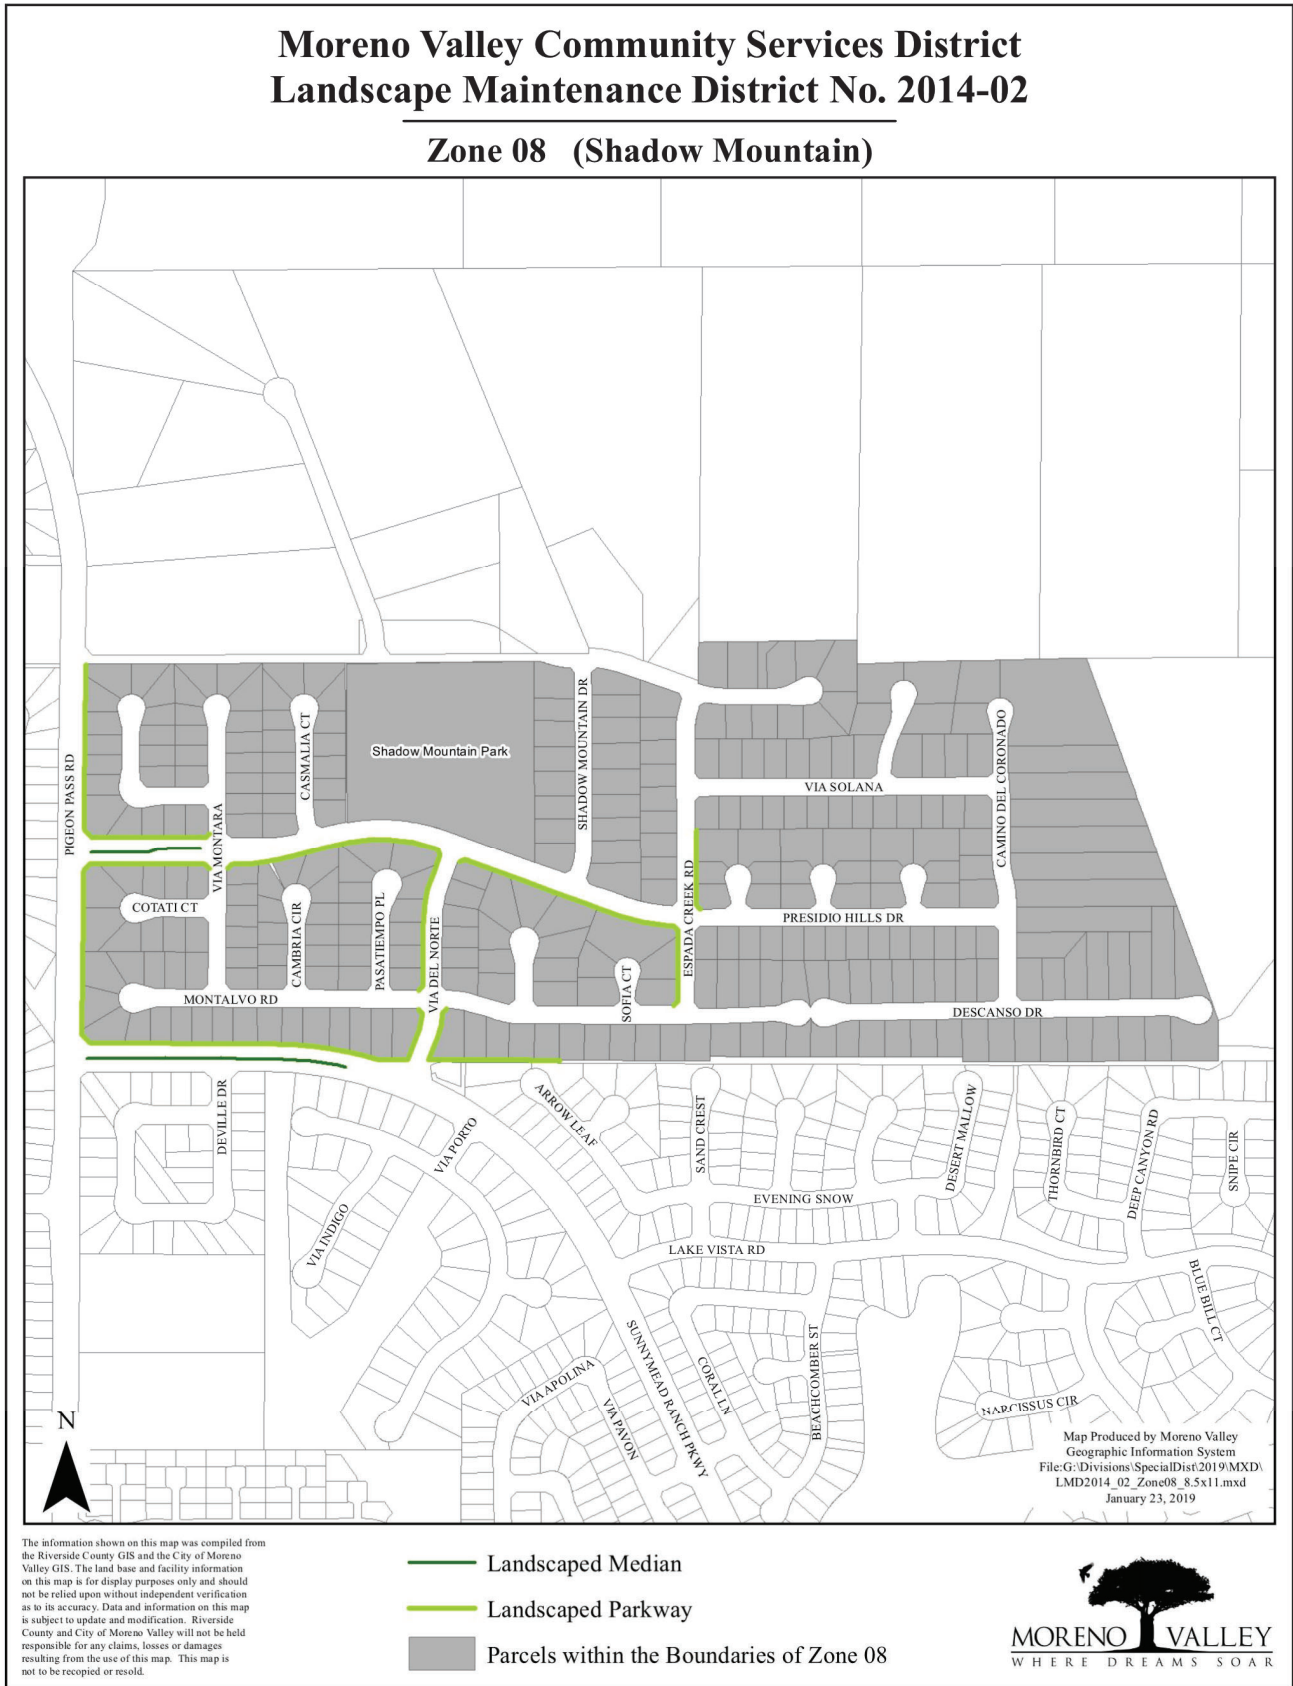 Moreno Valley Community Services District
Landscape Maintenance District No. 2014-02
Zone 08 (Shadow Mountain)
PIGEON PASS RD
VIA MONTARA
CASMALIA CT
Shadow Mountain Park
SHADOW MOUNTAIN DR
VIA SOLANA
CAMINO DEL CORONADO
COTATI CT
CAMBRIA CIR
PASATIEMPO PL
VIA DEL NORTE
ESPADA CREEK RD
PRESIDIO HILLS DR
MONTALVO RD
SOFIA CT
DESCANSO DR
DEVILLE DR
VIA PORTO
ARROW LEAF
SAND CREST
DESERT MALLOW
THORNBIRD CT
DEEP CANYON RD
SNIPE CIR
EVENING SNOW
VIA INDIGO
LAKE VISTA RD
BLUE BILL CT
SUNNYMEAD RANCH PKWY
CORAL LN
BEACHCOMBER ST
VIA APOLINA
VIA PAVON
NARCISSUS CIR
N
Map Produced by Moreno Valley
Geographic Information System
File:G:\Divisions\SpecialDist\2019\MXD\
LMD2014_02_Zone08_8.5x11.mxd
January 23, 2019
The information shown on this map was compiled from
the Riverside County GIS and the City of Moreno
Valley GIS. The land base and facility information
on this map is for display purposes only and should
not be relied upon without independent verification
as to its accuracy. Data and information on this map
is subject to update and modification. Riverside
County and City of Moreno Valley will not be held
responsible for any claims, losses or damages
resulting from the use of this map. This map is
not to be recopied or resold.
Landscaped Median
Landscaped Parkway
Parcels within the Boundaries of Zone 08
MORENO VALLEY
WHERE DREAMS SOAR